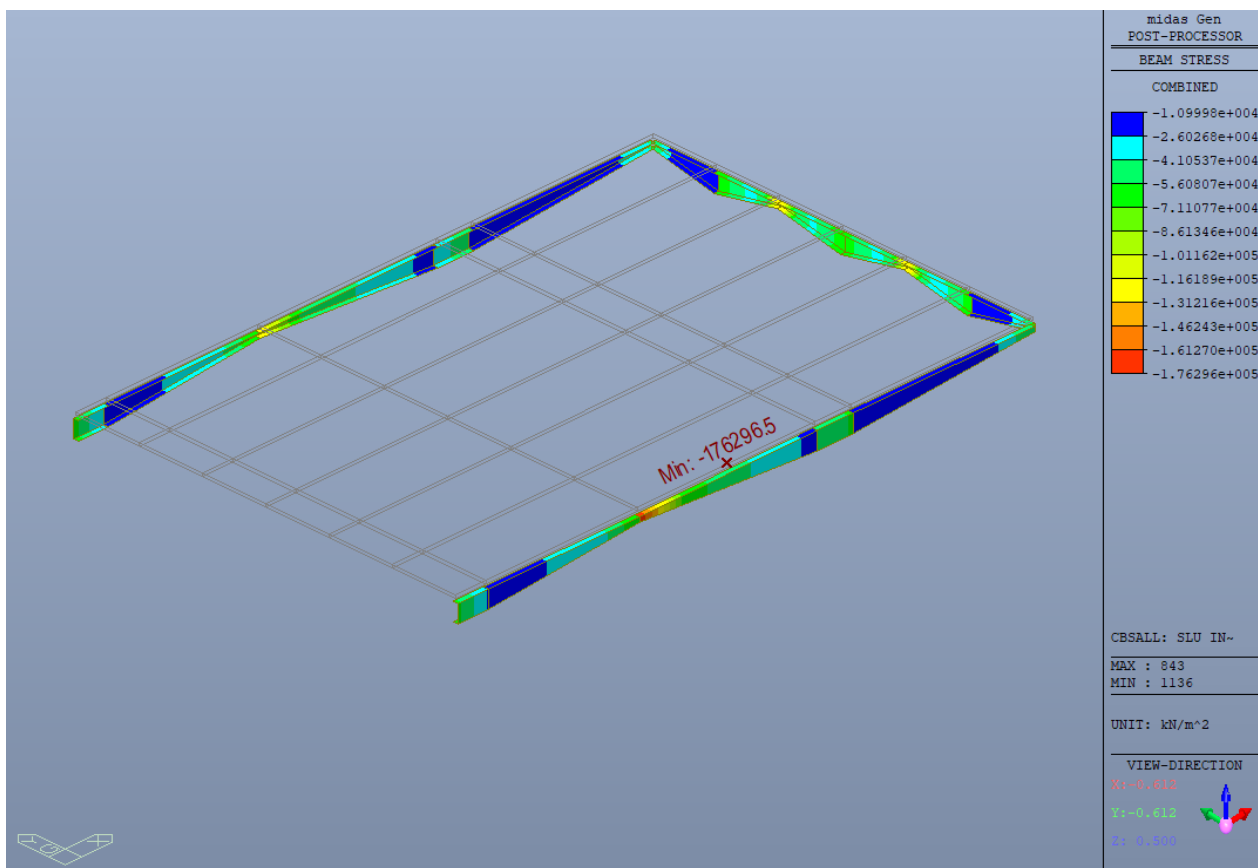 midas Gen
POST-PROCESSOR
BEAM STRESS
COMBINED
-1.09998e+004
-2.60268e+004
-4.10537e+004
-5.60807e+004
-7.11077e+004
-8.61346e+004
-1.01162e+005
-1.16189e+005
-1.31216e+005
-1.46243e+005
-1.61270e+005
-1.76296e+005
Min: -176296.5
CBSALL: SLU IN~
MAX : 843
MIN : 1136
UNIT: kN/m^2
VIEW-DIRECTION
X:-0.612
Y:-0.612
Z: 0.500